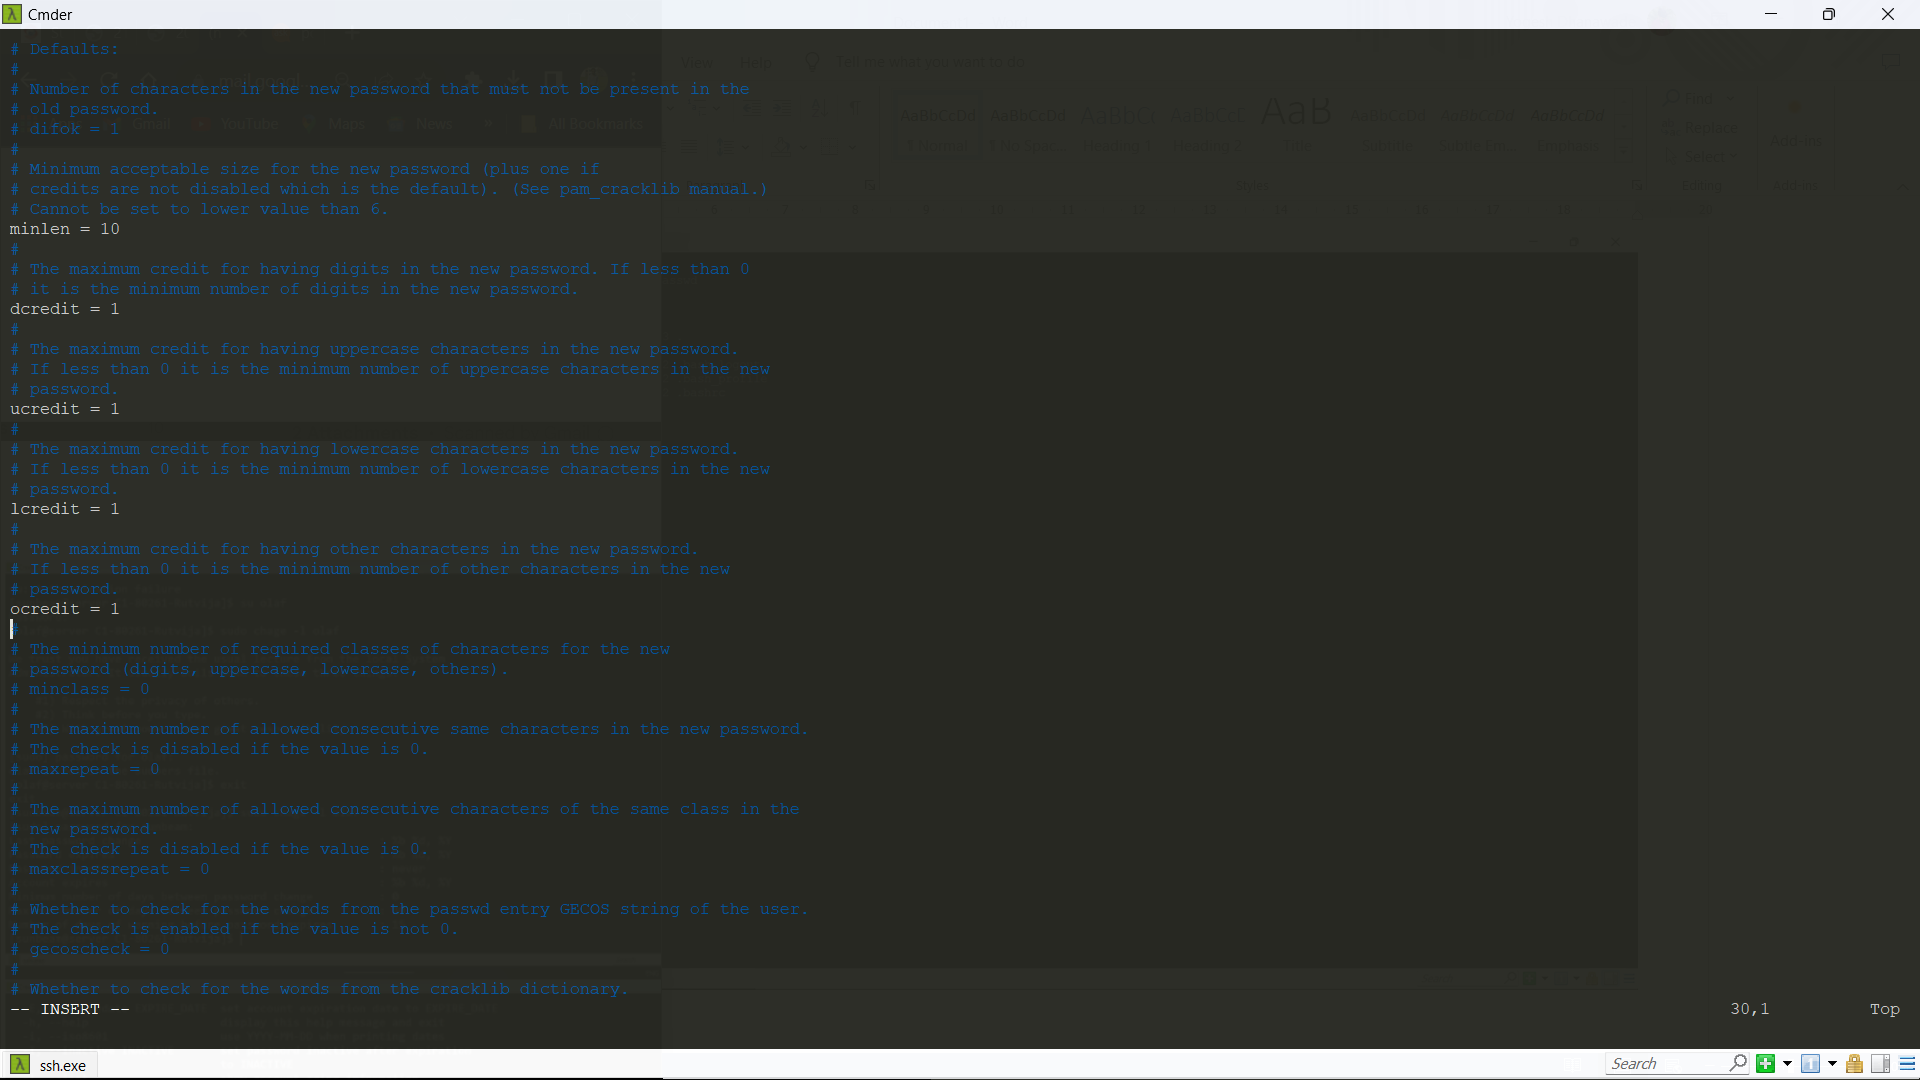 Cmder
# Defaults:
#
# Number of characters in the new password that must not be present in the
# old password.
# difok = 1
#
# Minimum acceptable size for the new password (plus one if
# credits are not disabled which is the default). (See pam_cracklib manual.)
# Cannot be set to lower value than 6.
minlen = 10
#
# The maximum credit for having digits in the new password. If less than 0
# it is the minimum number of digits in the new password.
dcredit = 1
#
# The maximum credit for having uppercase characters in the new password.
# If less than 0 it is the minimum number of uppercase characters in the new
# password.
ucredit = 1
#
# The maximum credit for having lowercase characters in the new password.
# If less than 0 it is the minimum number of lowercase characters in the new
# password.
lcredit = 1
#
# The maximum credit for having other characters in the new password.
# If less than 0 it is the minimum number of other characters in the new
# password.
ocredit = 1
#
# The minimum number of required classes of characters for the new
# password (digits, uppercase, lowercase, others).
# minclass = 0
#
# The maximum number of allowed consecutive same characters in the new password.
# The check is disabled if the value is 0.
# maxrepeat = 0
#
# The maximum number of allowed consecutive characters of the same class in the
# new password.
# The check is disabled if the value is 0.
# maxclassrepeat = 0
#
# Whether to check for the words from the passwd entry GECOS string of the user.
# The check is enabled if the value is not 0.
# gecoscheck = 0
#
# Whether to check for the words from the cracklib dictionary.
-- INSERT -- 30,1 Top
ssh.exe Search